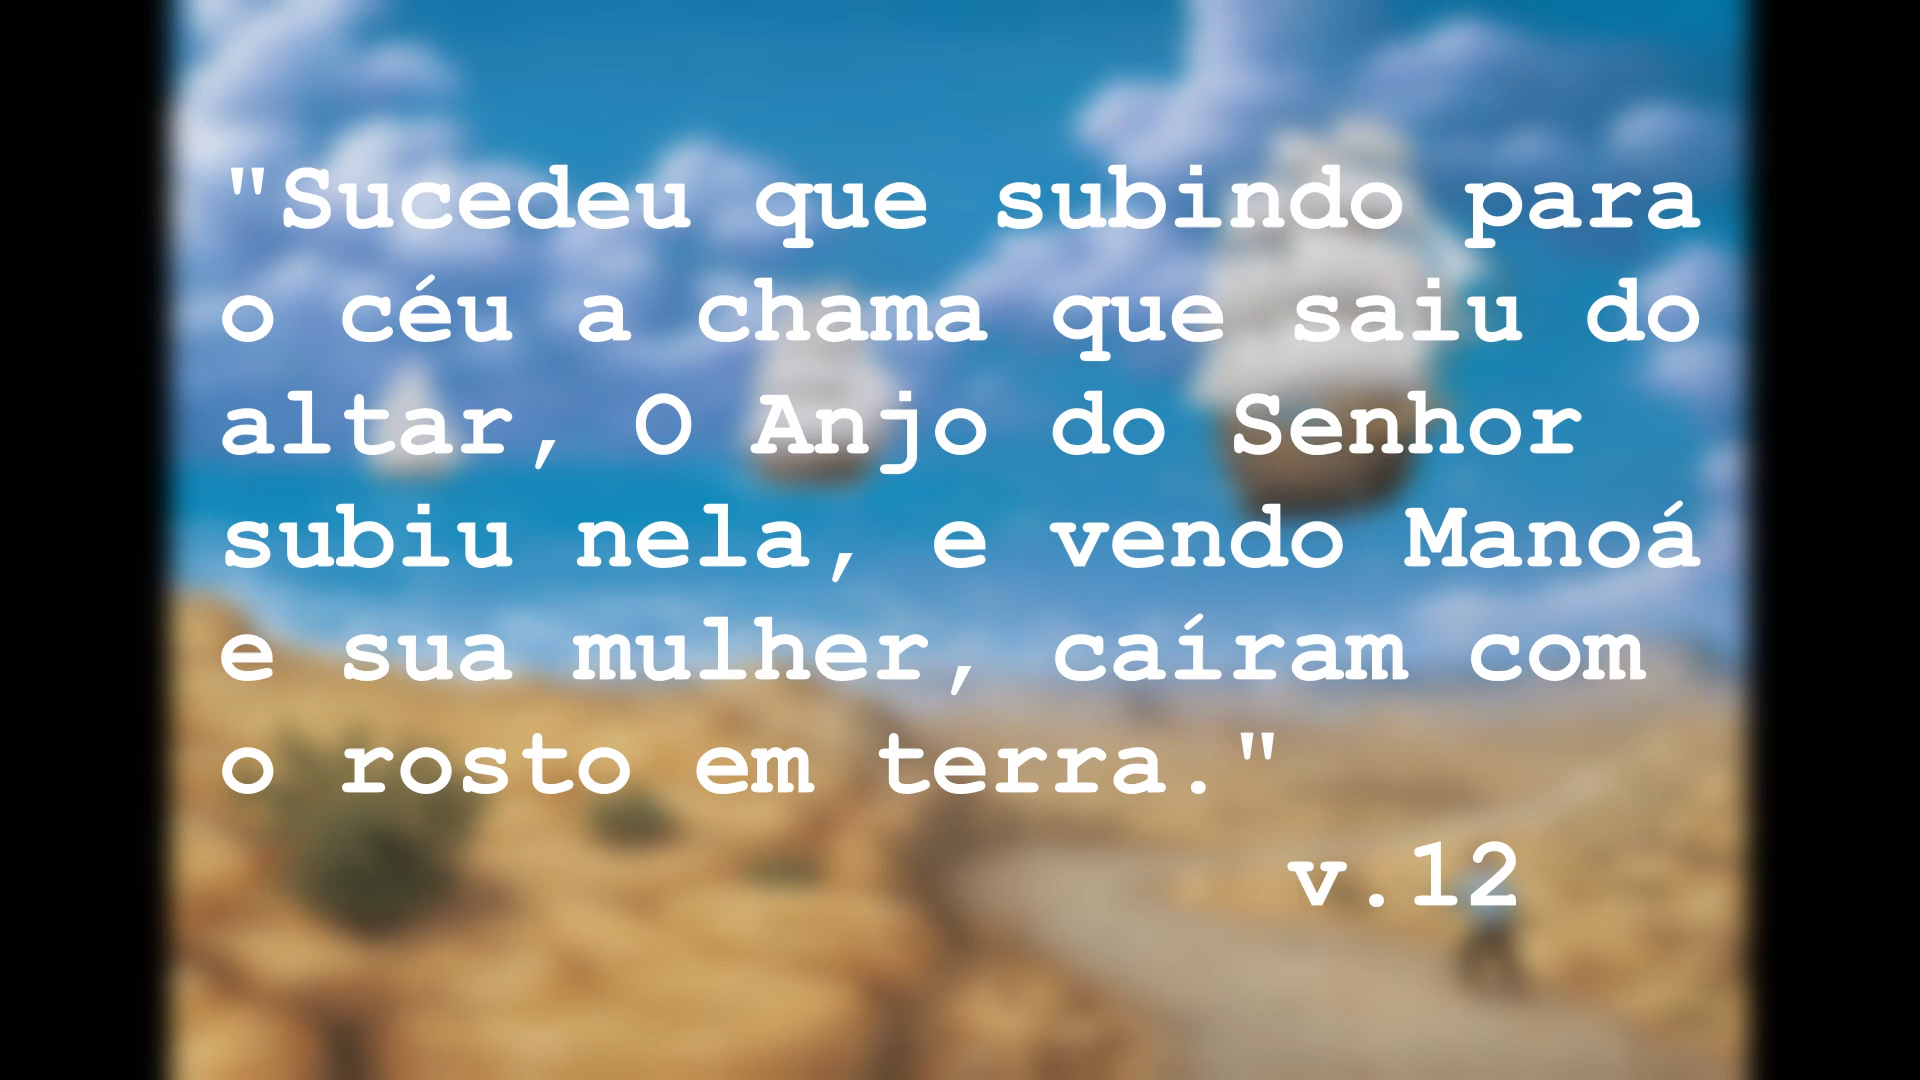 "Sucedeu que subindo para
o céu a chama que saiu do
altar, O Anjo do Senhor
subiu nela, e vendo Manoá
e sua mulher, caíram com
o rosto em terra."
v.12